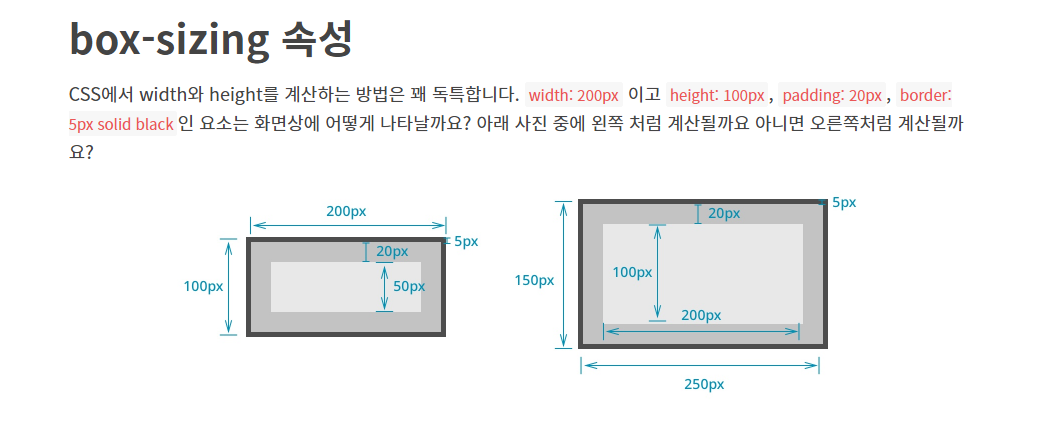 box-sizing 속성
CSS에서 width와 height를 계산하는 방법은 꽤 독특합니다. width: 200px 이고 height: 100px , padding: 20px , border:
5px solid black 인 요소는 화면상에 어떻게 나타날까요? 아래 사진 중에 왼쪽 처럼 계산될까요 아니면 오른쪽처럼 계산될까
요?
200px
5px
20px
100px
50px
5px
20px
100px
150px
200px
250px